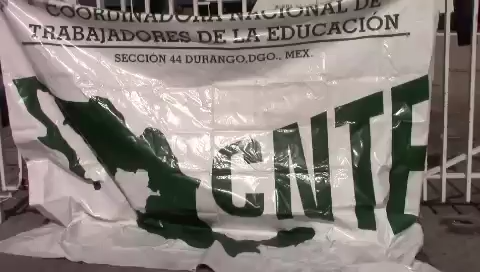 COORDINADORA NACIONAL DE
TRABAJADORES DE LA EDUCACIÓN
SECCIÓN 44 DURANGO,DGO., MEX.
CNTE